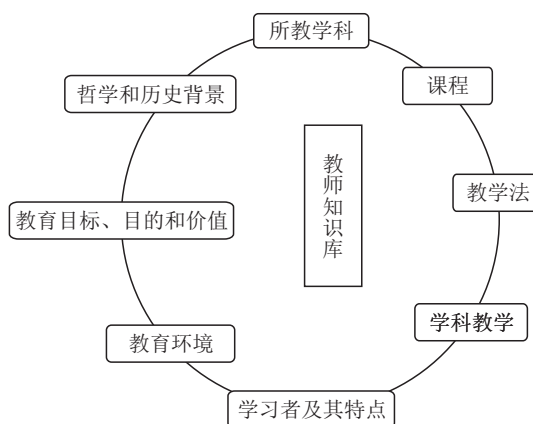 所教学科
课程
教学法
学科教学
学习者及其特点
教育环境
教育目标、目的和价值
哲学和历史背景
教师知识库